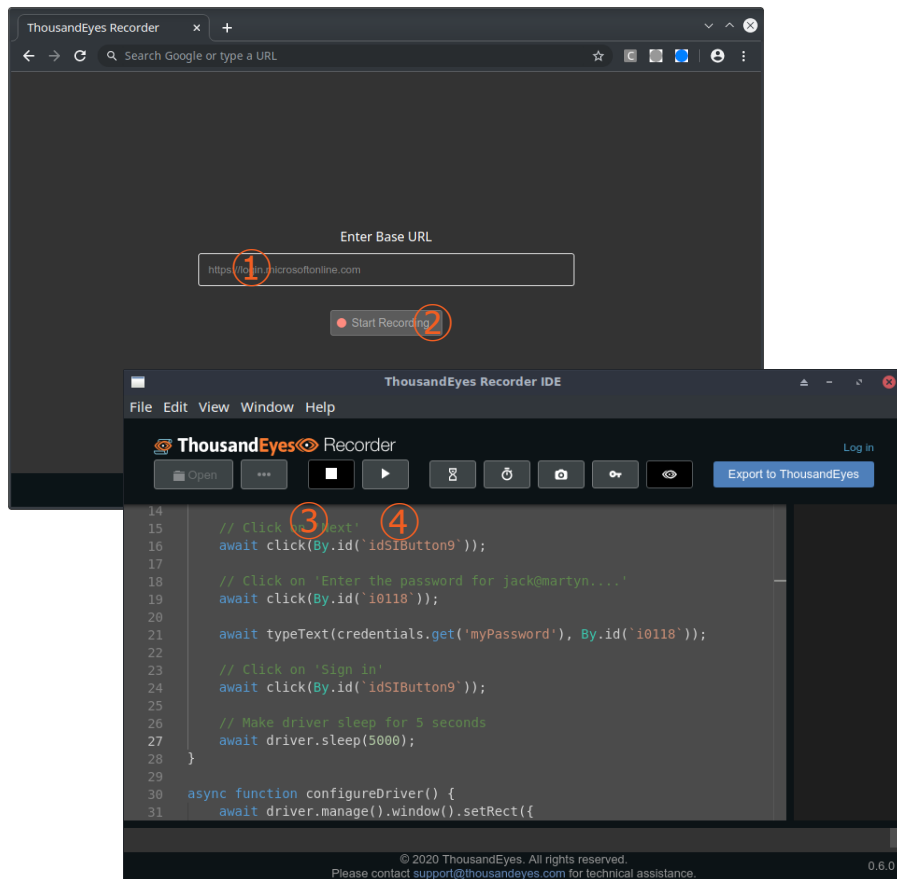 ThousandEyes Recorder
Search Google or type a URL
C
Enter Base URL
https://login.microsoftonline.com
1
Start Recording
2
ThousandEyes Recorder IDE
File Edit View Window Help
ThousandEyes Recorder
Log in
Open
Export to ThousandEyes
3
4
14
15 // Click on 'Next'
16 await click(By.id(`idSIButton9`));
17
18 // Click on 'Enter the password for jack@martyn....'
19 await click(By.id(`i0118`));
20
21 await typeText(credentials.get('myPassword'), By.id(`i0118`));
22
23 // Click on 'Sign in'
24 await click(By.id(`idSIButton9`));
25
26 // Make driver sleep for 5 seconds
27 await driver.sleep(5000);
28 }
29
30 async function configureDriver() {
31 await driver.manage().window().setRect({
© 2020 ThousandEyes. All rights reserved.
Please contact support@thousandeyes.com for technical assistance.
0.6.0